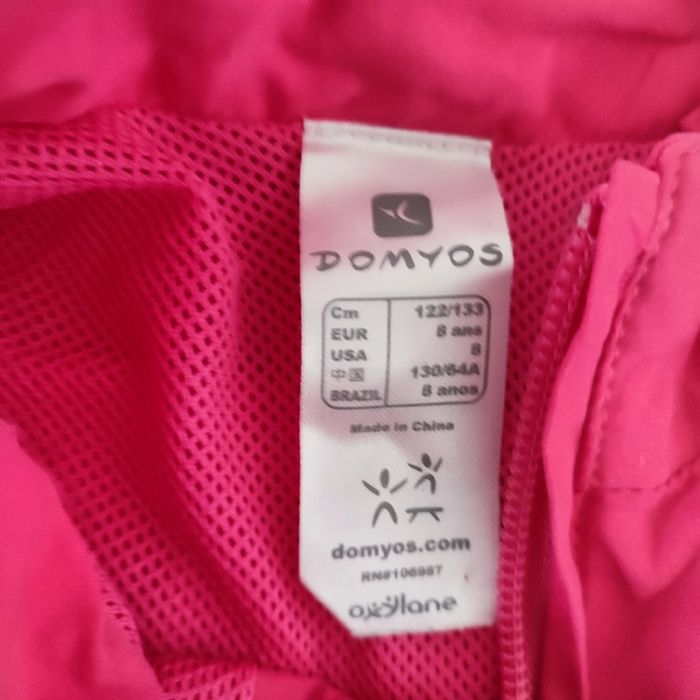 DOMYOS
Cm 122/133
EUR 8 ans
USA 8
中国 130/64A
BRAZIL 8 anos
Made in China
domyos.com
RN#106987
oxylane